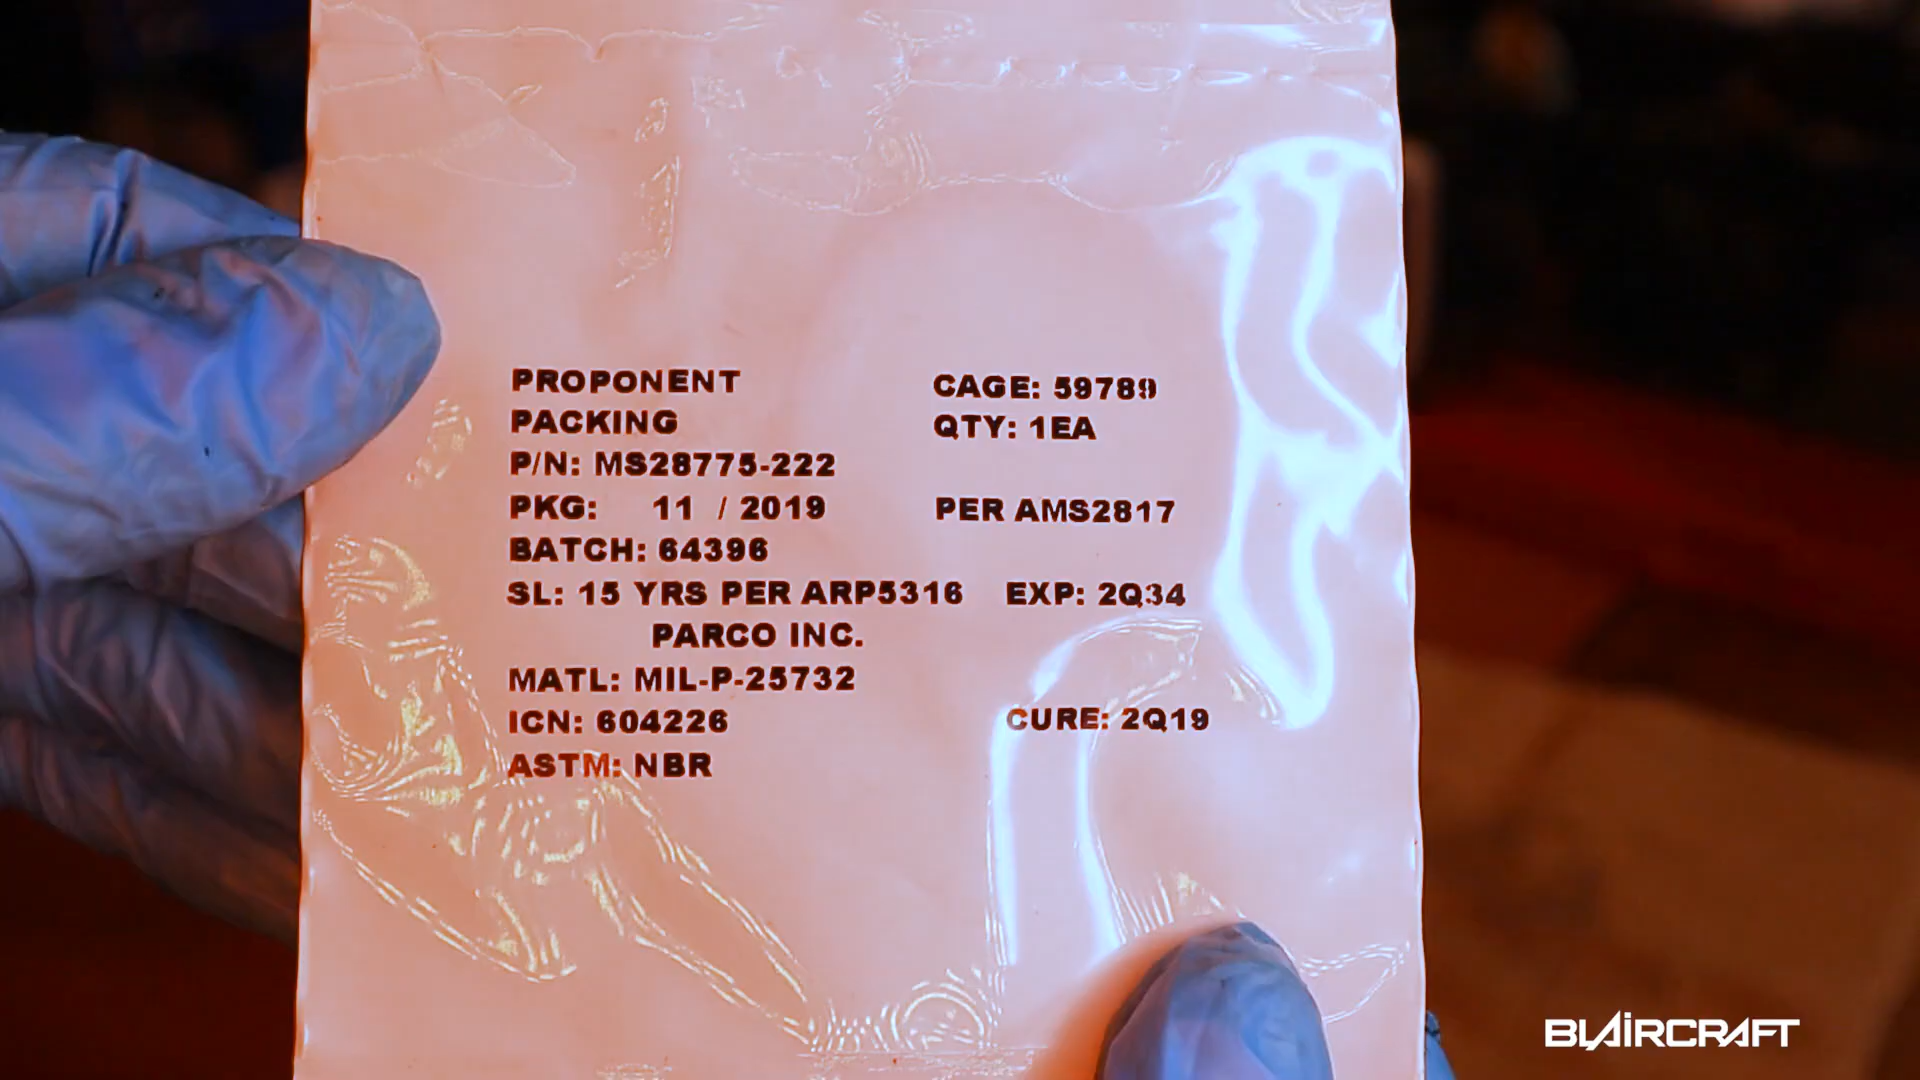 PROPONENT CAGE: 59789
PACKING QTY: 1EA
P/N: MS28775-222
PKG: 11 / 2019 PER AMS2817
BATCH: 64396
SL: 15 YRS PER ARP5316 EXP: 2Q34
PARCO INC.
MATL: MIL-P-25732
ICN: 604226 CURE: 2Q19
ASTM: NBR
BLAIRCRAFT